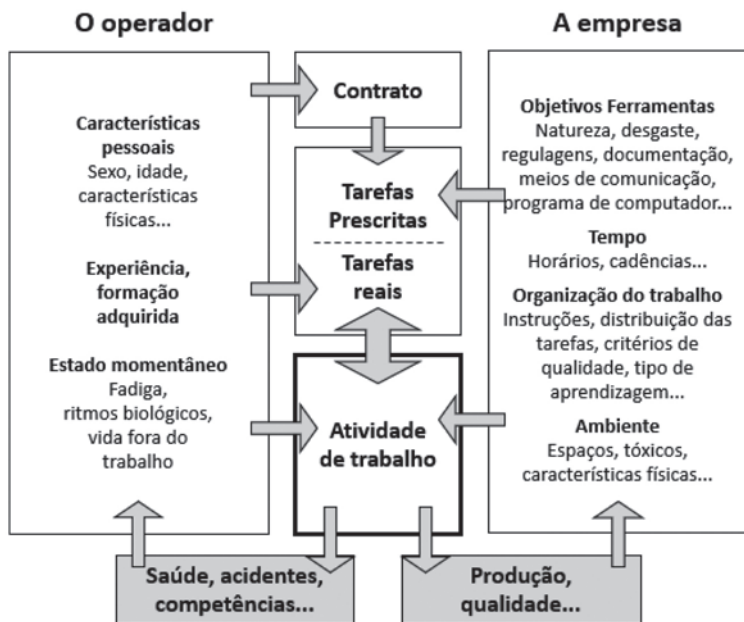 O operador
Características
pessoais
Sexo, idade,
características
físicas...
Experiência,
formação
adquirida
Estado momentâneo
Fadiga,
ritmos biológicos,
vida fora do
trabalho
Contrato
Tarefas
Prescritas
Tarefas
reais
Atividade
de trabalho
A empresa
Objetivos Ferramentas
Natureza, desgaste,
regulagens, documentação,
meios de comunicação,
programa de computador...
Tempo
Horários, cadências...
Organização do trabalho
Instruções, distribuição das
tarefas, critérios de
qualidade, tipo de
aprendizagem...
Ambiente
Espaços, tóxicos,
características físicas...
Saúde, acidentes,
competências...
Produção,
qualidade...